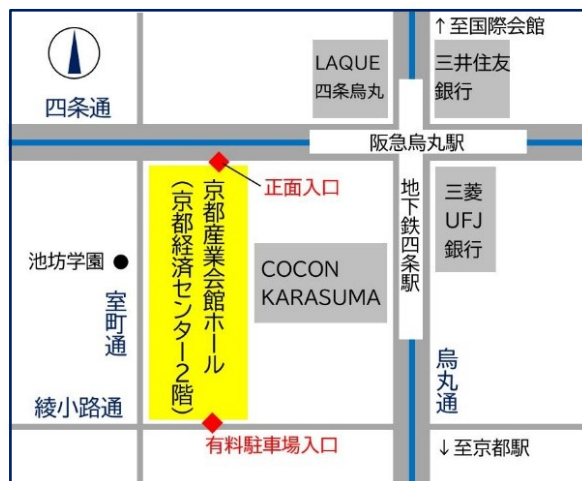 ↑至国際会館
LAQUE
四条烏丸
三井住友
銀行
四条通
阪急烏丸駅
正面入口
京都産業会館ホール
（京都経済センター2階）
地下鉄四条駅
三菱
UFJ
銀行
池坊学園
COCON
KARASUMA
室町通
烏丸通
綾小路通
有料駐車場入口
↓至京都駅